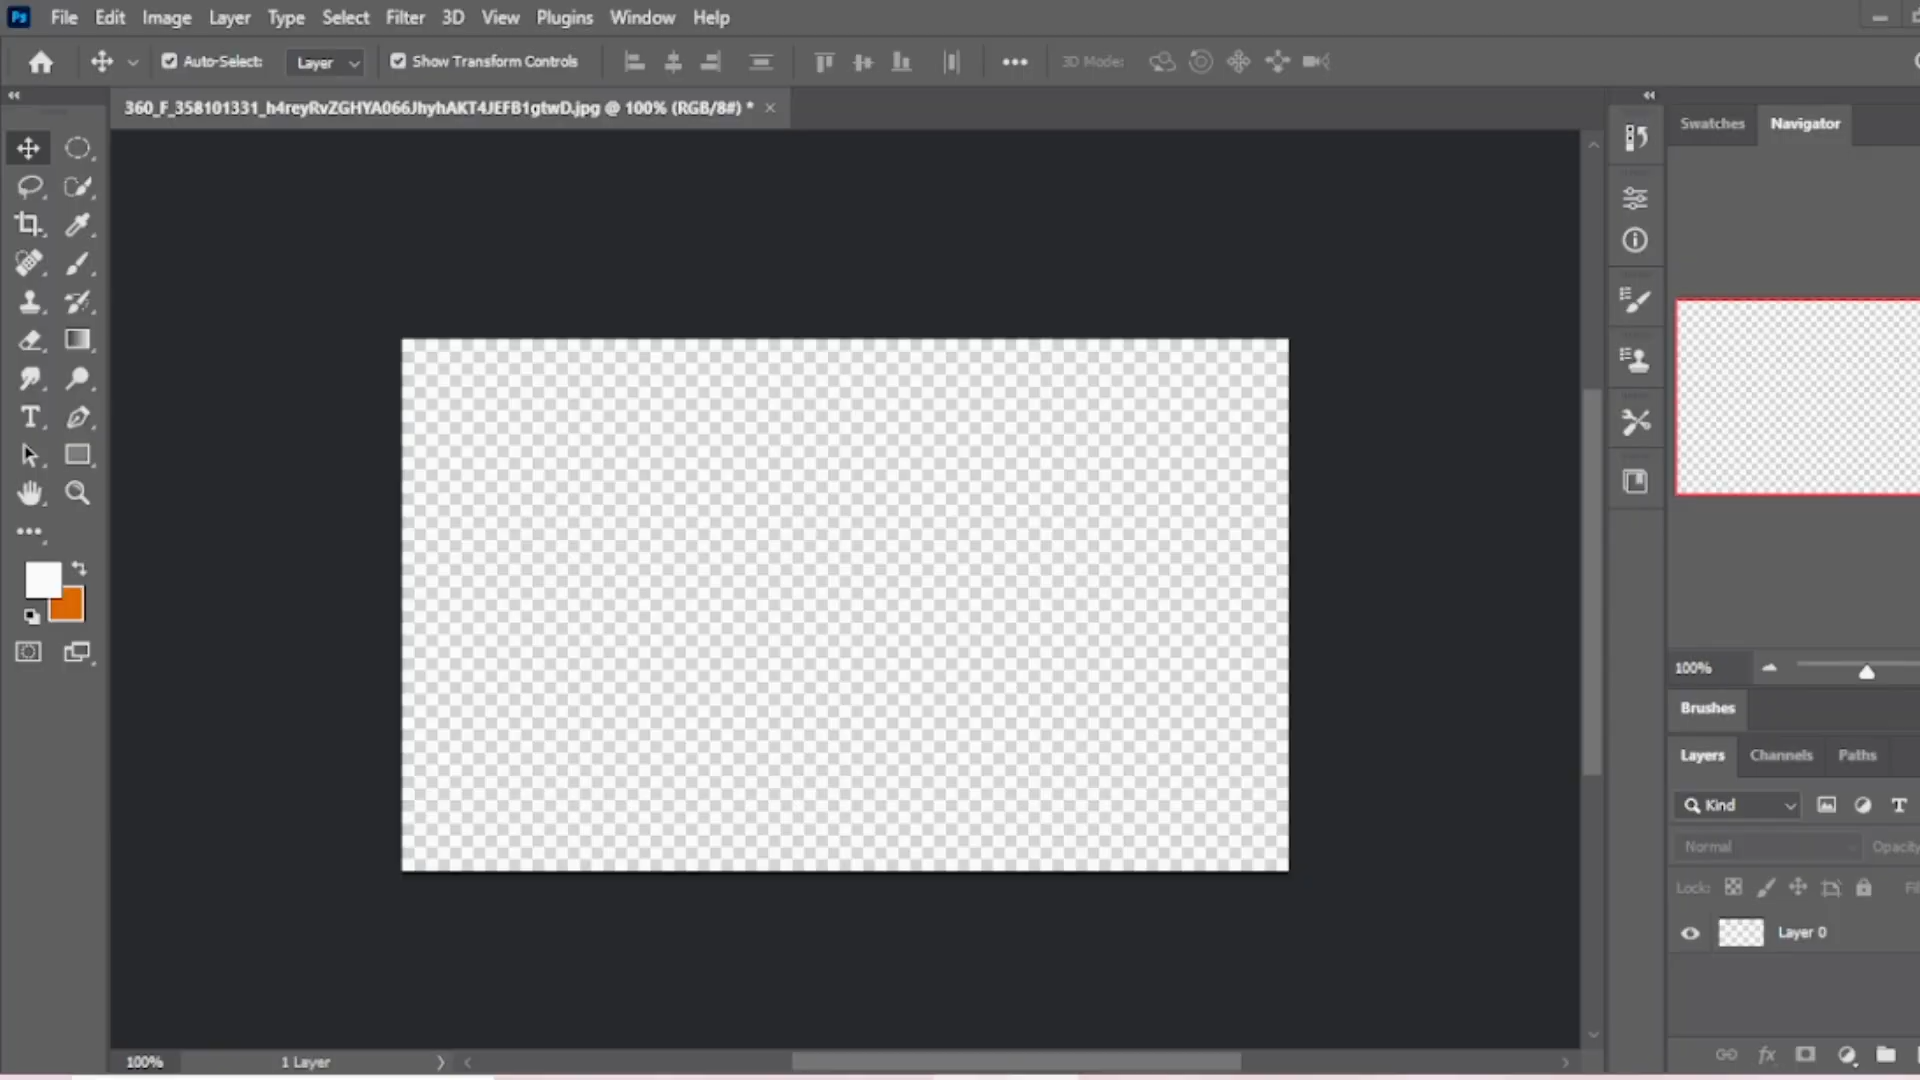 Ps File Edit Image Layer Type Select Filter 3D View Plugins Window Help
Auto-Select: Layer Show Transform Controls 3D Mode:
360_F_358101331_h4reyRvZGHYA066JhyhAKT4JEFB1gtwD.jpg @ 100% (RGB/8#) *
Swatches Navigator
100%
Brushes
Layers Channels Paths
Kind
Normal Opacity
Lock:
Layer 0
100% 1 Layer